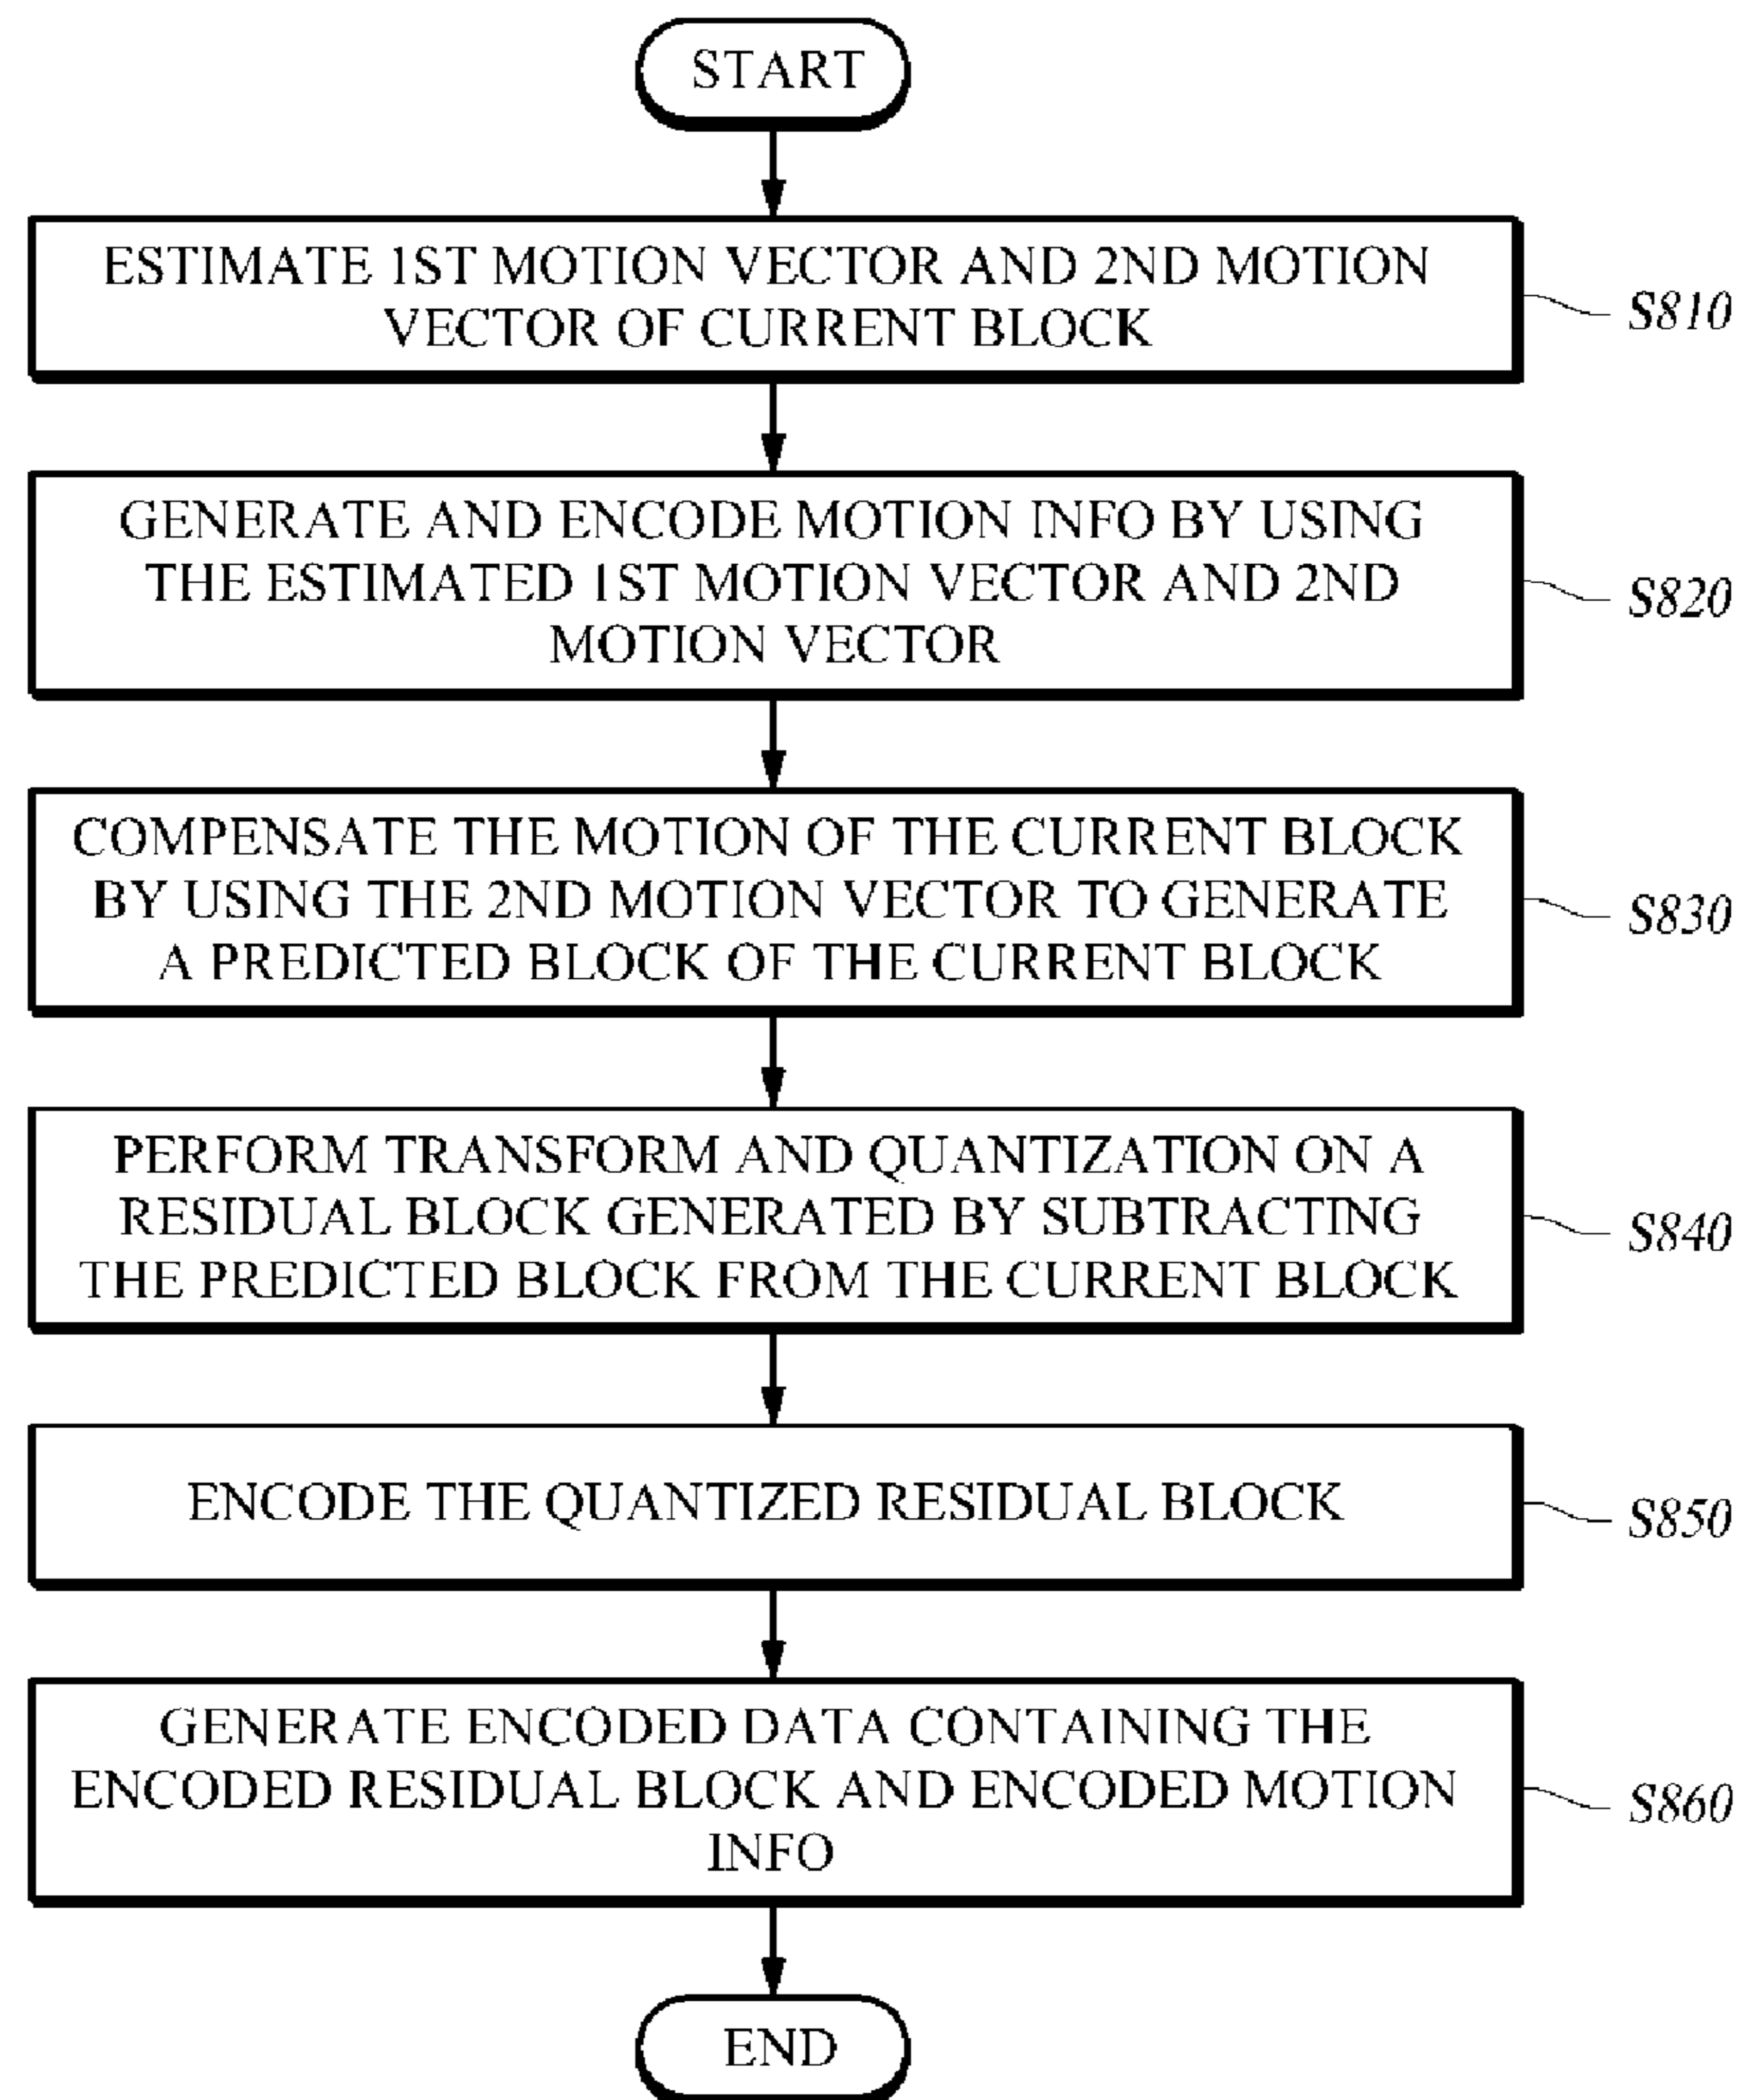 START
ESTIMATE 1ST MOTION VECTOR AND 2ND MOTION
VECTOR OF CURRENT BLOCK
S810
GENERATE AND ENCODE MOTION INFO BY USING
THE ESTIMATED 1ST MOTION VECTOR AND 2ND
MOTION VECTOR
S820
COMPENSATE THE MOTION OF THE CURRENT BLOCK
BY USING THE 2ND MOTION VECTOR TO GENERATE
A PREDICTED BLOCK OF THE CURRENT BLOCK
S830
PERFORM TRANSFORM AND QUANTIZATION ON A
RESIDUAL BLOCK GENERATED BY SUBTRACTING
THE PREDICTED BLOCK FROM THE CURRENT BLOCK
S840
ENCODE THE QUANTIZED RESIDUAL BLOCK
S850
GENERATE ENCODED DATA CONTAINING THE
ENCODED RESIDUAL BLOCK AND ENCODED MOTION
INFO
S860
END